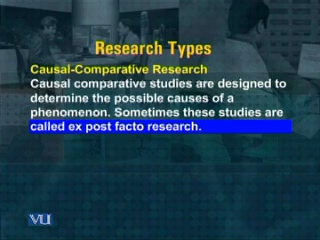 Research Types
Causal-Comparative Research
Causal comparative studies are designed to
determine the possible causes of a
phenomenon. Sometimes these studies are
called ex post facto research.
VU